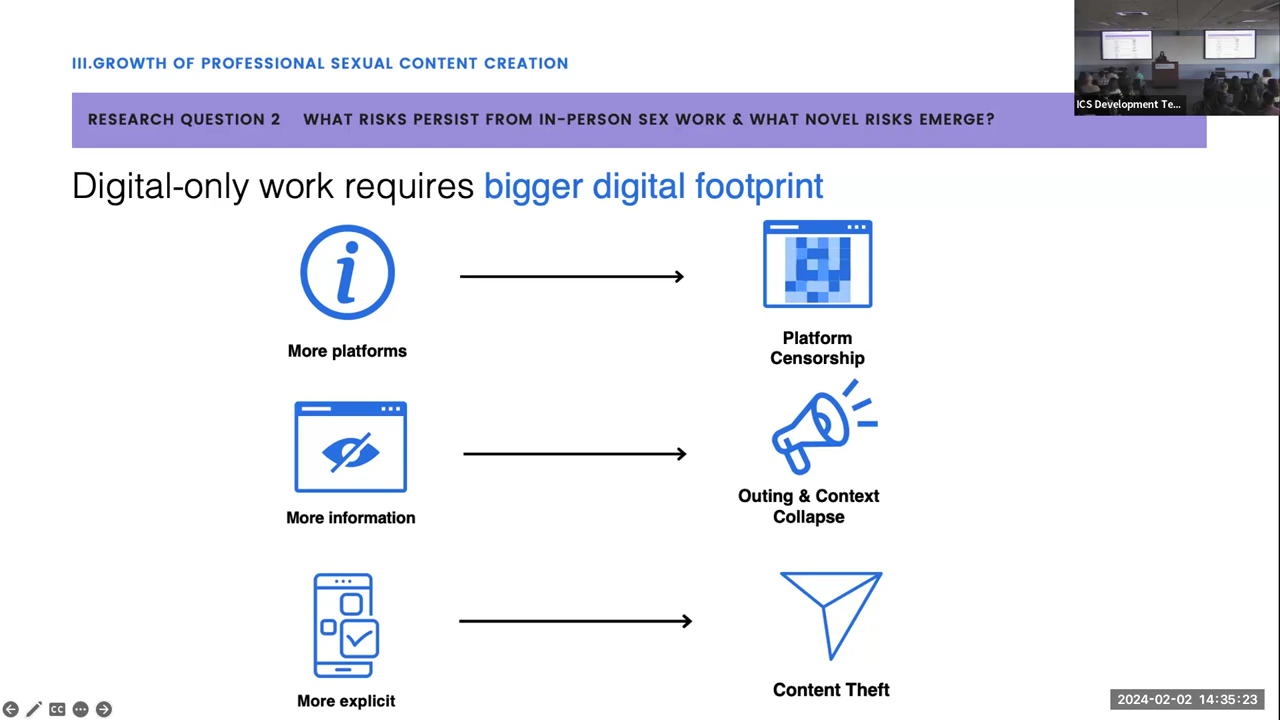 III.GROWTH OF PROFESSIONAL SEXUAL CONTENT CREATION
ICS Development Te...
RESEARCH QUESTION 2 WHAT RISKS PERSIST FROM IN-PERSON SEX WORK & WHAT NOVEL RISKS EMERGE?
Digital-only work requires bigger digital footprint
i
More platforms
Platform
Censorship
More information
Outing & Context
Collapse
More explicit
Content Theft
CC
2024-02-02 14:35:23